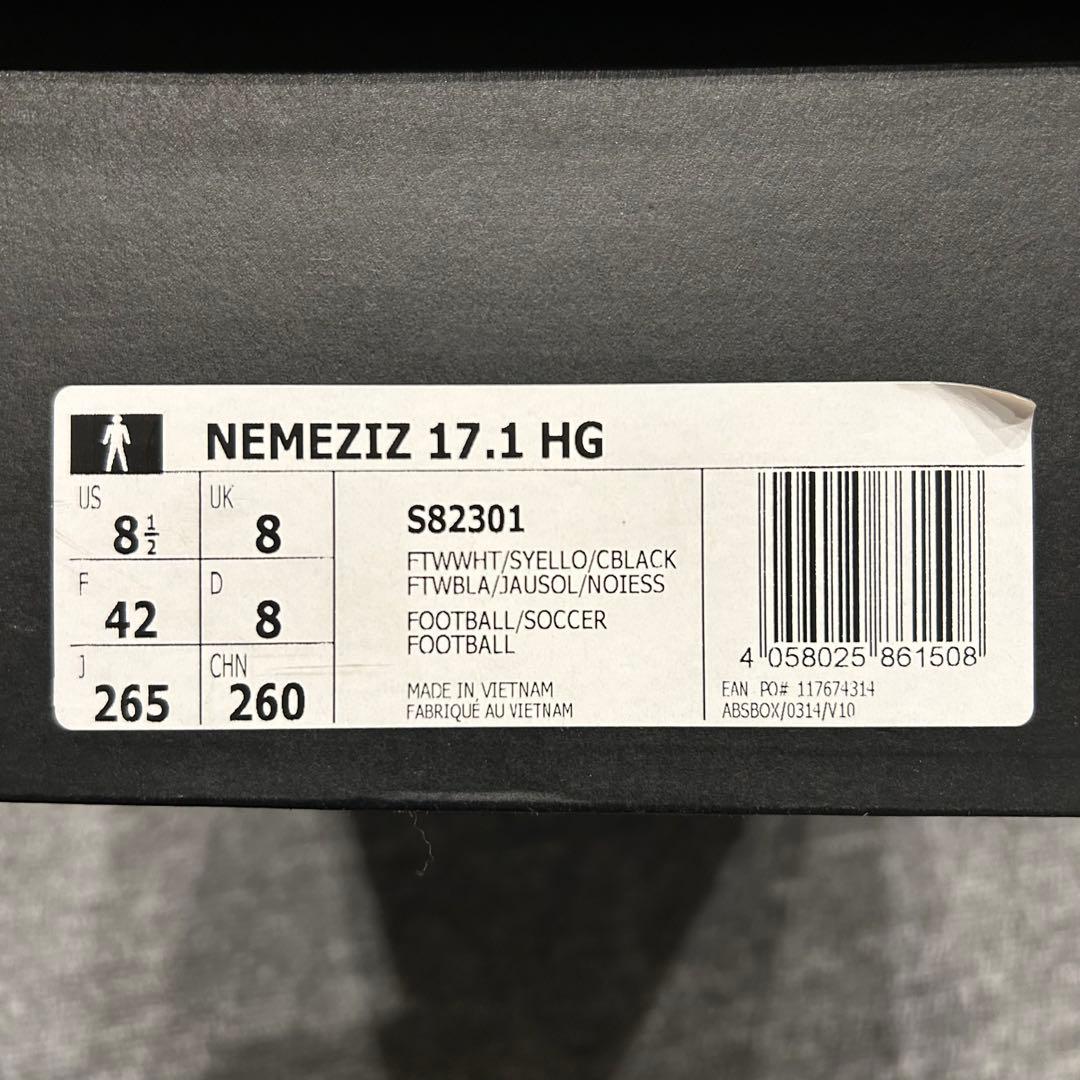 NEMEZIZ 17.1 HG
US 8½
UK 8
F 42
D 8
J 265
CHN 260
S82301
FTWWHT/SYELLO/CBLACK
FTWBLA/JAUSOL/NOIESS
FOOTBALL/SOCCER
FOOTBALL
MADE IN VIETNAM
FABRIQUÉ AU VIETNAM
4 058025 861508
EAN PO# 117674314
ABSBOX/0314/V10